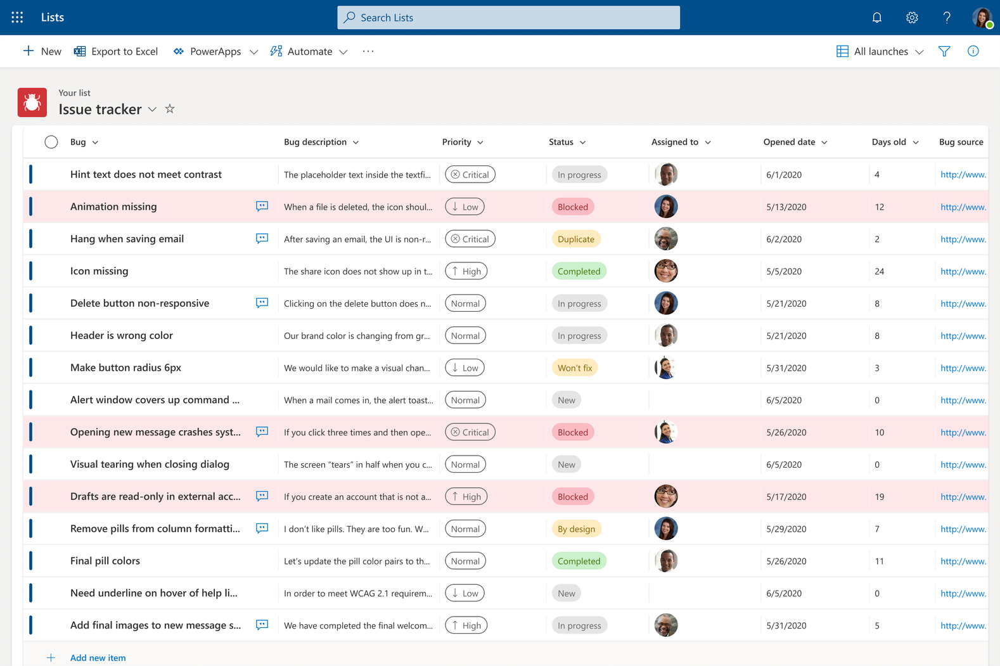 Lists
Search Lists
New Export to Excel PowerApps Automate ··· All launches
Your list
Issue tracker
Bug Bug description Priority Status Assigned to Opened date Days old Bug source
Hint text does not meet contrast The placeholder text inside the textfi... Critical In progress 6/1/2020 4 http://www.
Animation missing When a file is deleted, the icon shoul... Low Blocked 5/13/2020 12 http://www.
Hang when saving email After saving an email, the UI is non-r... Critical Duplicate 6/2/2020 2 http://www.
Icon missing The share icon does not show up in t... High Completed 5/5/2020 24 http://www.
Delete button non-responsive Clicking on the delete button does n... Normal In progress 5/21/2020 8 http://www.
Header is wrong color Our brand color is changing from gr... Normal In progress 5/21/2020 8 http://www.
Make button radius 6px We would like to make a visual chan... Low Won’t fix 5/31/2020 3 http://www.
Alert window covers up command ... When a mail comes in, the alert toast... Normal New 6/5/2020 0 http://www.
Opening new message crashes syst... If you click three times and then ope... Critical Blocked 5/26/2020 10 http://www.
Visual tearing when closing dialog The screen “tears” in half when you c... Normal New 6/5/2020 0 http://www.
Drafts are read-only in external acc... If you create an account that is not a... High Blocked 5/17/2020 19 http://www.
Remove pills from column formatti... I don’t like pills. They are too fun. W... Normal By design 5/29/2020 7 http://www.
Final pill colors Let’s update the pill color pairs to th... Normal Completed 5/26/2020 11 http://www.
Need underline on hover of help li... In order to meet WCAG 2.1 requirem... Low New 6/5/2020 0 http://www.
Add final images to new message s... We have completed the final welcom... High In progress 5/31/2020 5 http://www.
Add new item